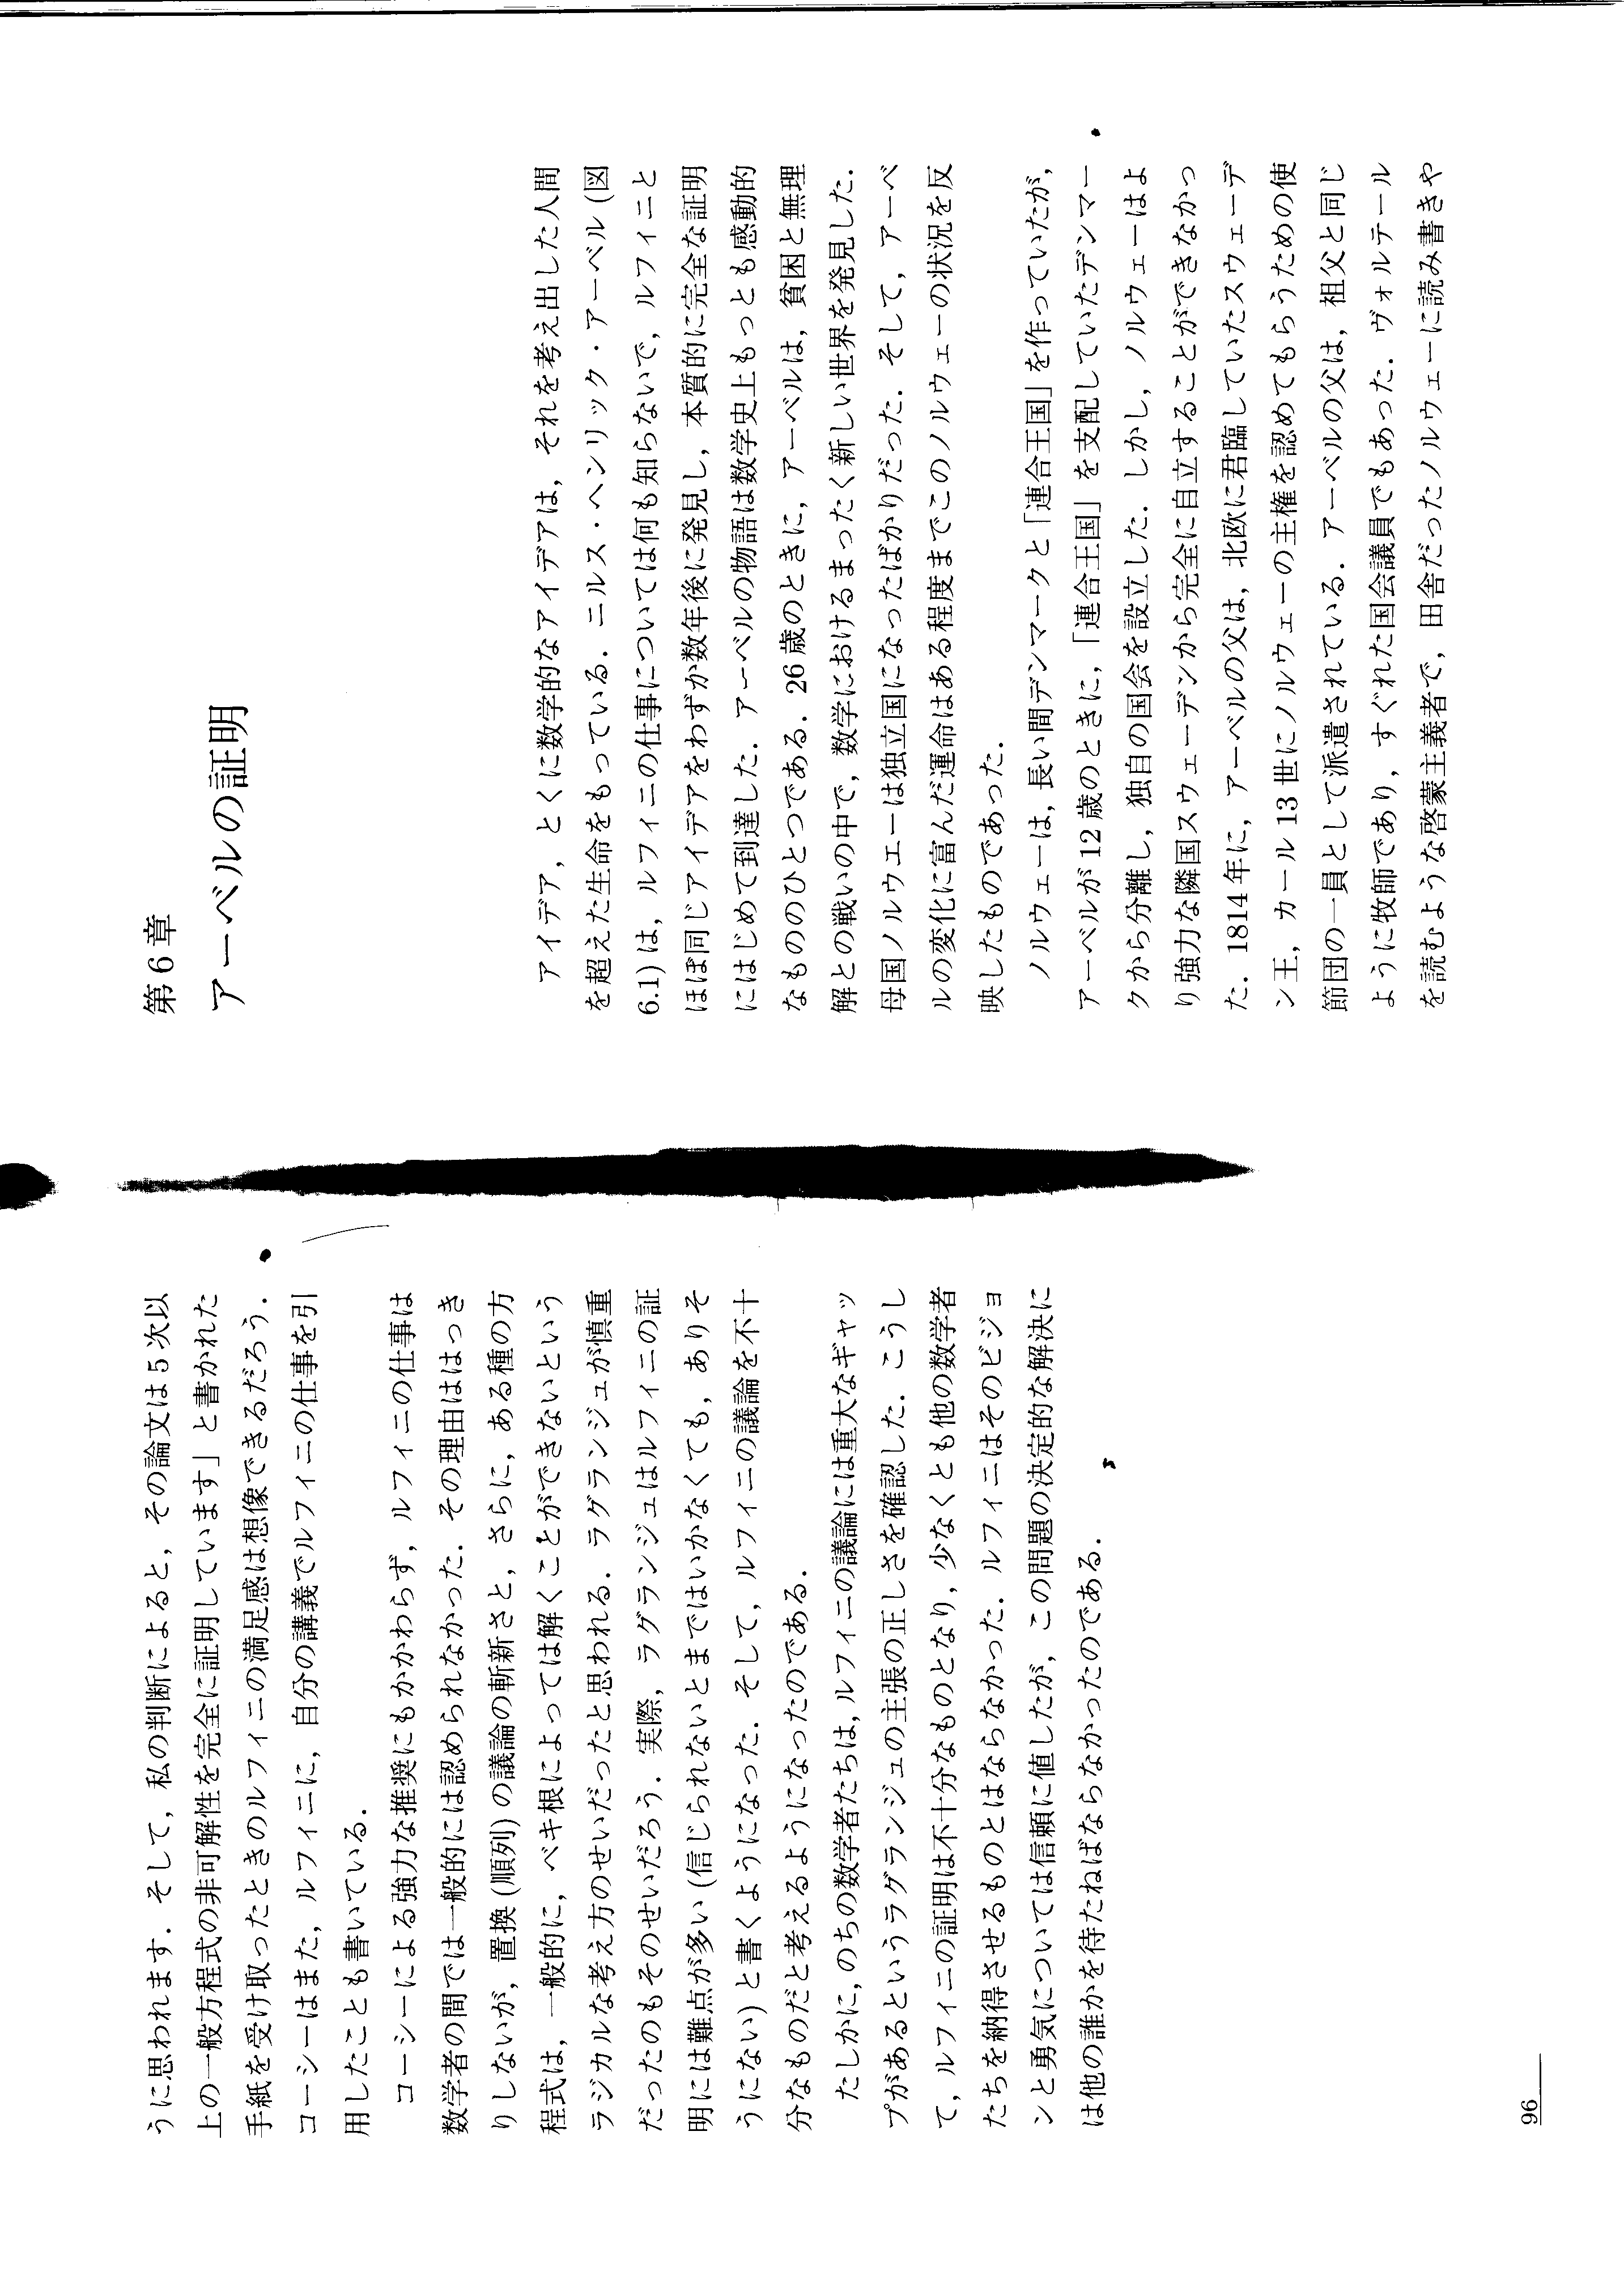 うに思われます．そして，私の判断によると，その論文は5次以
上の一般方程式の非可解性を完全に証明しています」と書かれた
手紙を受け取ったときのルフィニの満足感は想像できるだろう．
コーシーはまた，ルフィニに，自分の講義でルフィニの仕事を引
用したことも書いている．
コーシーによる強力な推奨にもかかわらず，ルフィニの仕事は
数学者の間では一般的には認められなかった．その理由ははっき
りしないが，置換(順列)の議論の斬新さと，さらに，ある種の方
程式は，一般的に，ベキ根によっては解くことができないという
ラジカルな考え方のせいだったと思われる．ラグランジュが慎重
だったのもそのせいだろう．実際，ラグランジュはルフィニの証
明には難点が多い(信じられないとまではいかなくても，ありそ
うにない)と書くようになった．そして，ルフィニの議論を不十
分なものだと考えるようになったのである．
たしかに，のちの数学者たちは，ルフィニの議論には重大なギャッ
プがあるというラグランジュの主張の正しさを確認した．こうし
て，ルフィニの証明は不十分なものとなり，少なくとも他の数学者
たちを納得させるものとはならなかった．ルフィニはそのビジョ
ンと勇気については信頼に値したが，この問題の決定的な解決に
は他の誰かを待たねばならなかったのである．
96
第6章
アーベルの証明
アイデア，とくに数学的なアイデアは，それを考え出した人間
を超えた生命をもっている．ニルス・ヘンリック・アーベル(図
6.1)は，ルフィニの仕事については何も知らないで，ルフィニと
ほぼ同じアイデアをわずか数年後に発見し，本質的に完全な証明
にはじめて到達した．アーベルの物語は数学史上もっとも感動的
なもののひとつである．26歳のときに，アーベルは，貧困と無理
解との戦いの中で，数学におけるまったく新しい世界を発見した．
母国ノルウエーは独立国になったばかりだった．そして，アーベ
ルの変化に富んだ運命はある程度までこのノルウェーの状況を反
映したものであった．
ノルウェーは，長い間デンマークと「連合王国」を作っていたが，
アーベルが12歳のときに，「連合王国」を支配していたデンマー
クから分離し，独自の国会を設立した．しかし，ノルウェーはよ
り強力な隣国スウェーデンから完全に自立することができなかっ
た．1814年に，アーベルの父は，北欧に君臨していたスウェーデ
ン王，カール13世にノルウェーの主権を認めてもらうための使
節団の一員として派遣されている．アーベルの父は，祖父と同じ
ように牧師であり，すぐれた国会議員でもあった．ヴォルテール
を読むような啓蒙主義者で，田舎だったノルウェーに読み書きや